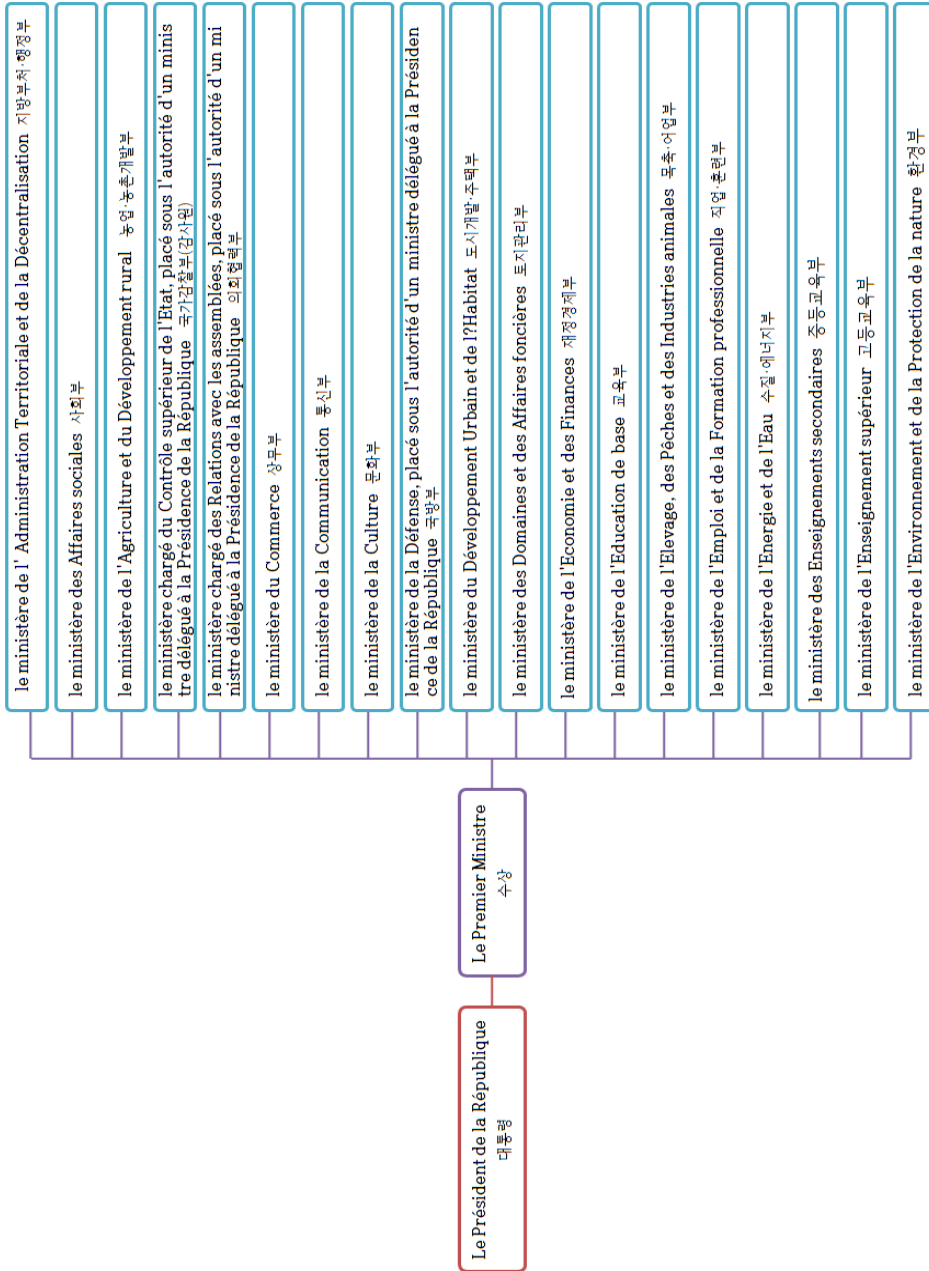 le ministère de l' Administration Territoriale et de la Décentralisation 지방부처·행정부
le ministère des Affaires sociales 사회부
le ministère de l'Agriculture et du Développement rural 농업·농촌개발부
le ministère chargé du Contrôle supérieur de l'Etat, placé sous l'autorité d'un minis
tre délégué à la Présidence de la République 국가감찰부(감사원)
le ministère chargé des Relations avec les assemblées, placé sous l'autorité d'un mi
nistre délégué à la Présidence de la République 의회협력부
le ministère du Commerce 상무부
le ministère de la Communication 통신부
le ministère de la Culture 문화부
le ministère de la Défense, placé sous l'autorité d'un ministre délégué à la Présiden
ce de la République 국방부
le ministère du Développement Urbain et de l?Habitat 도시개발·주택부
le ministère des Domaines et des Affaires foncières 토지관리부
le ministère de l'Economie et des Finances 재정경제부
le ministère de l'Education de base 교육부
le ministère de l'Elevage, des Pêches et des Industries animales 목축·어업부
le ministère de l'Emploi et de la Formation professionnelle 직업·훈련부
le ministère de l'Energie et de l'Eau 수질·에너지부
le ministère des Enseignements secondaires 중등교육부
le ministère de l'Enseignement supérieur 고등교육부
le ministère de l'Environnement et de la Protection de la nature 환경부
Le Premier Ministre
수상
Le Président de la République
대통령